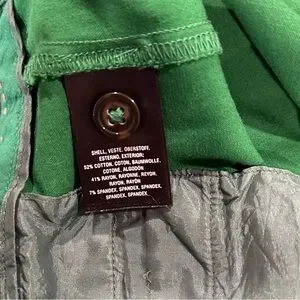 SHELL, VESTE, OBERSTOFF,
ESTERNO, EXTERIOR;
52% COTTON, COTON, BAUMWOLLE,
COTONE, ALGODÓN
41% RAYON, RAYONNE, REYON,
RAYON, RAYÓN
7% SPANDEX, SPANDEX,
SPANDEX, SPANDEX,
SPANDEX